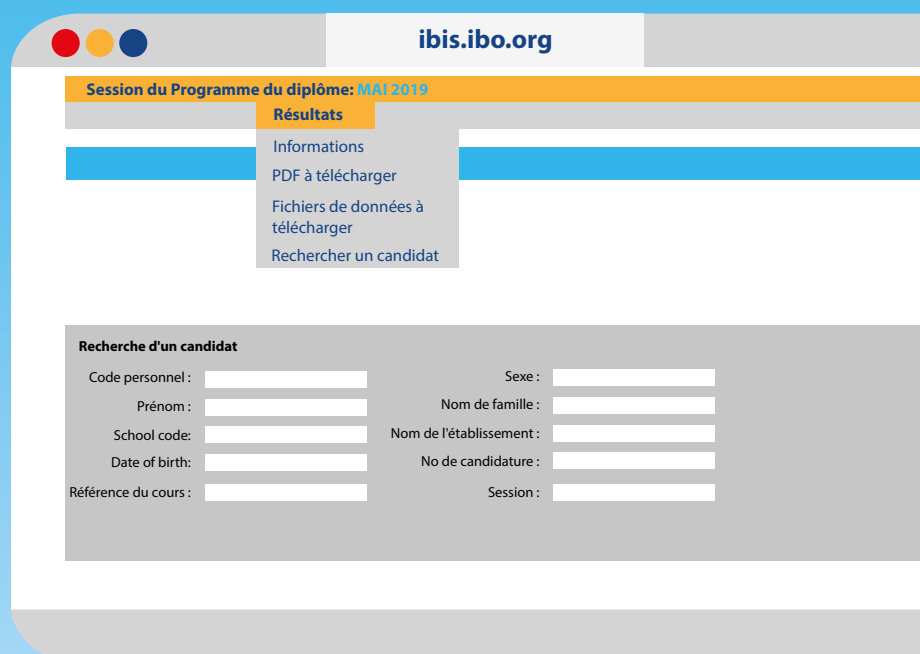 ibis.ibo.org
Session du Programme du diplôme: MAI 2019
Résultats
Informations
PDF à télécharger
Fichiers de données à
télécharger
Rechercher un candidat
Recherche d'un candidat
Code personnel :
Sexe :
Prénom :
Nom de famille :
School code:
Nom de l'établissement :
Date of birth:
No de candidature :
Référence du cours :
Session :